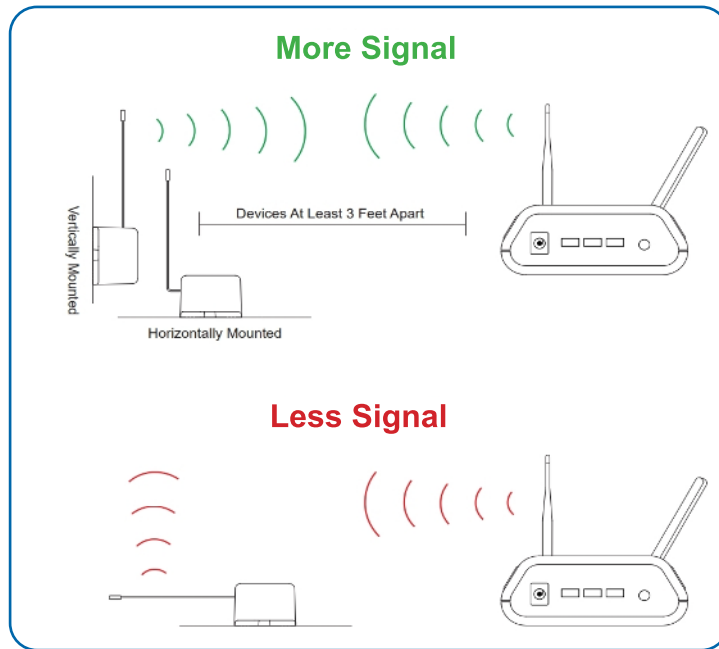 More Signal
Vertically Mounted
Devices At Least 3 Feet Apart
Horizontally Mounted
Less Signal